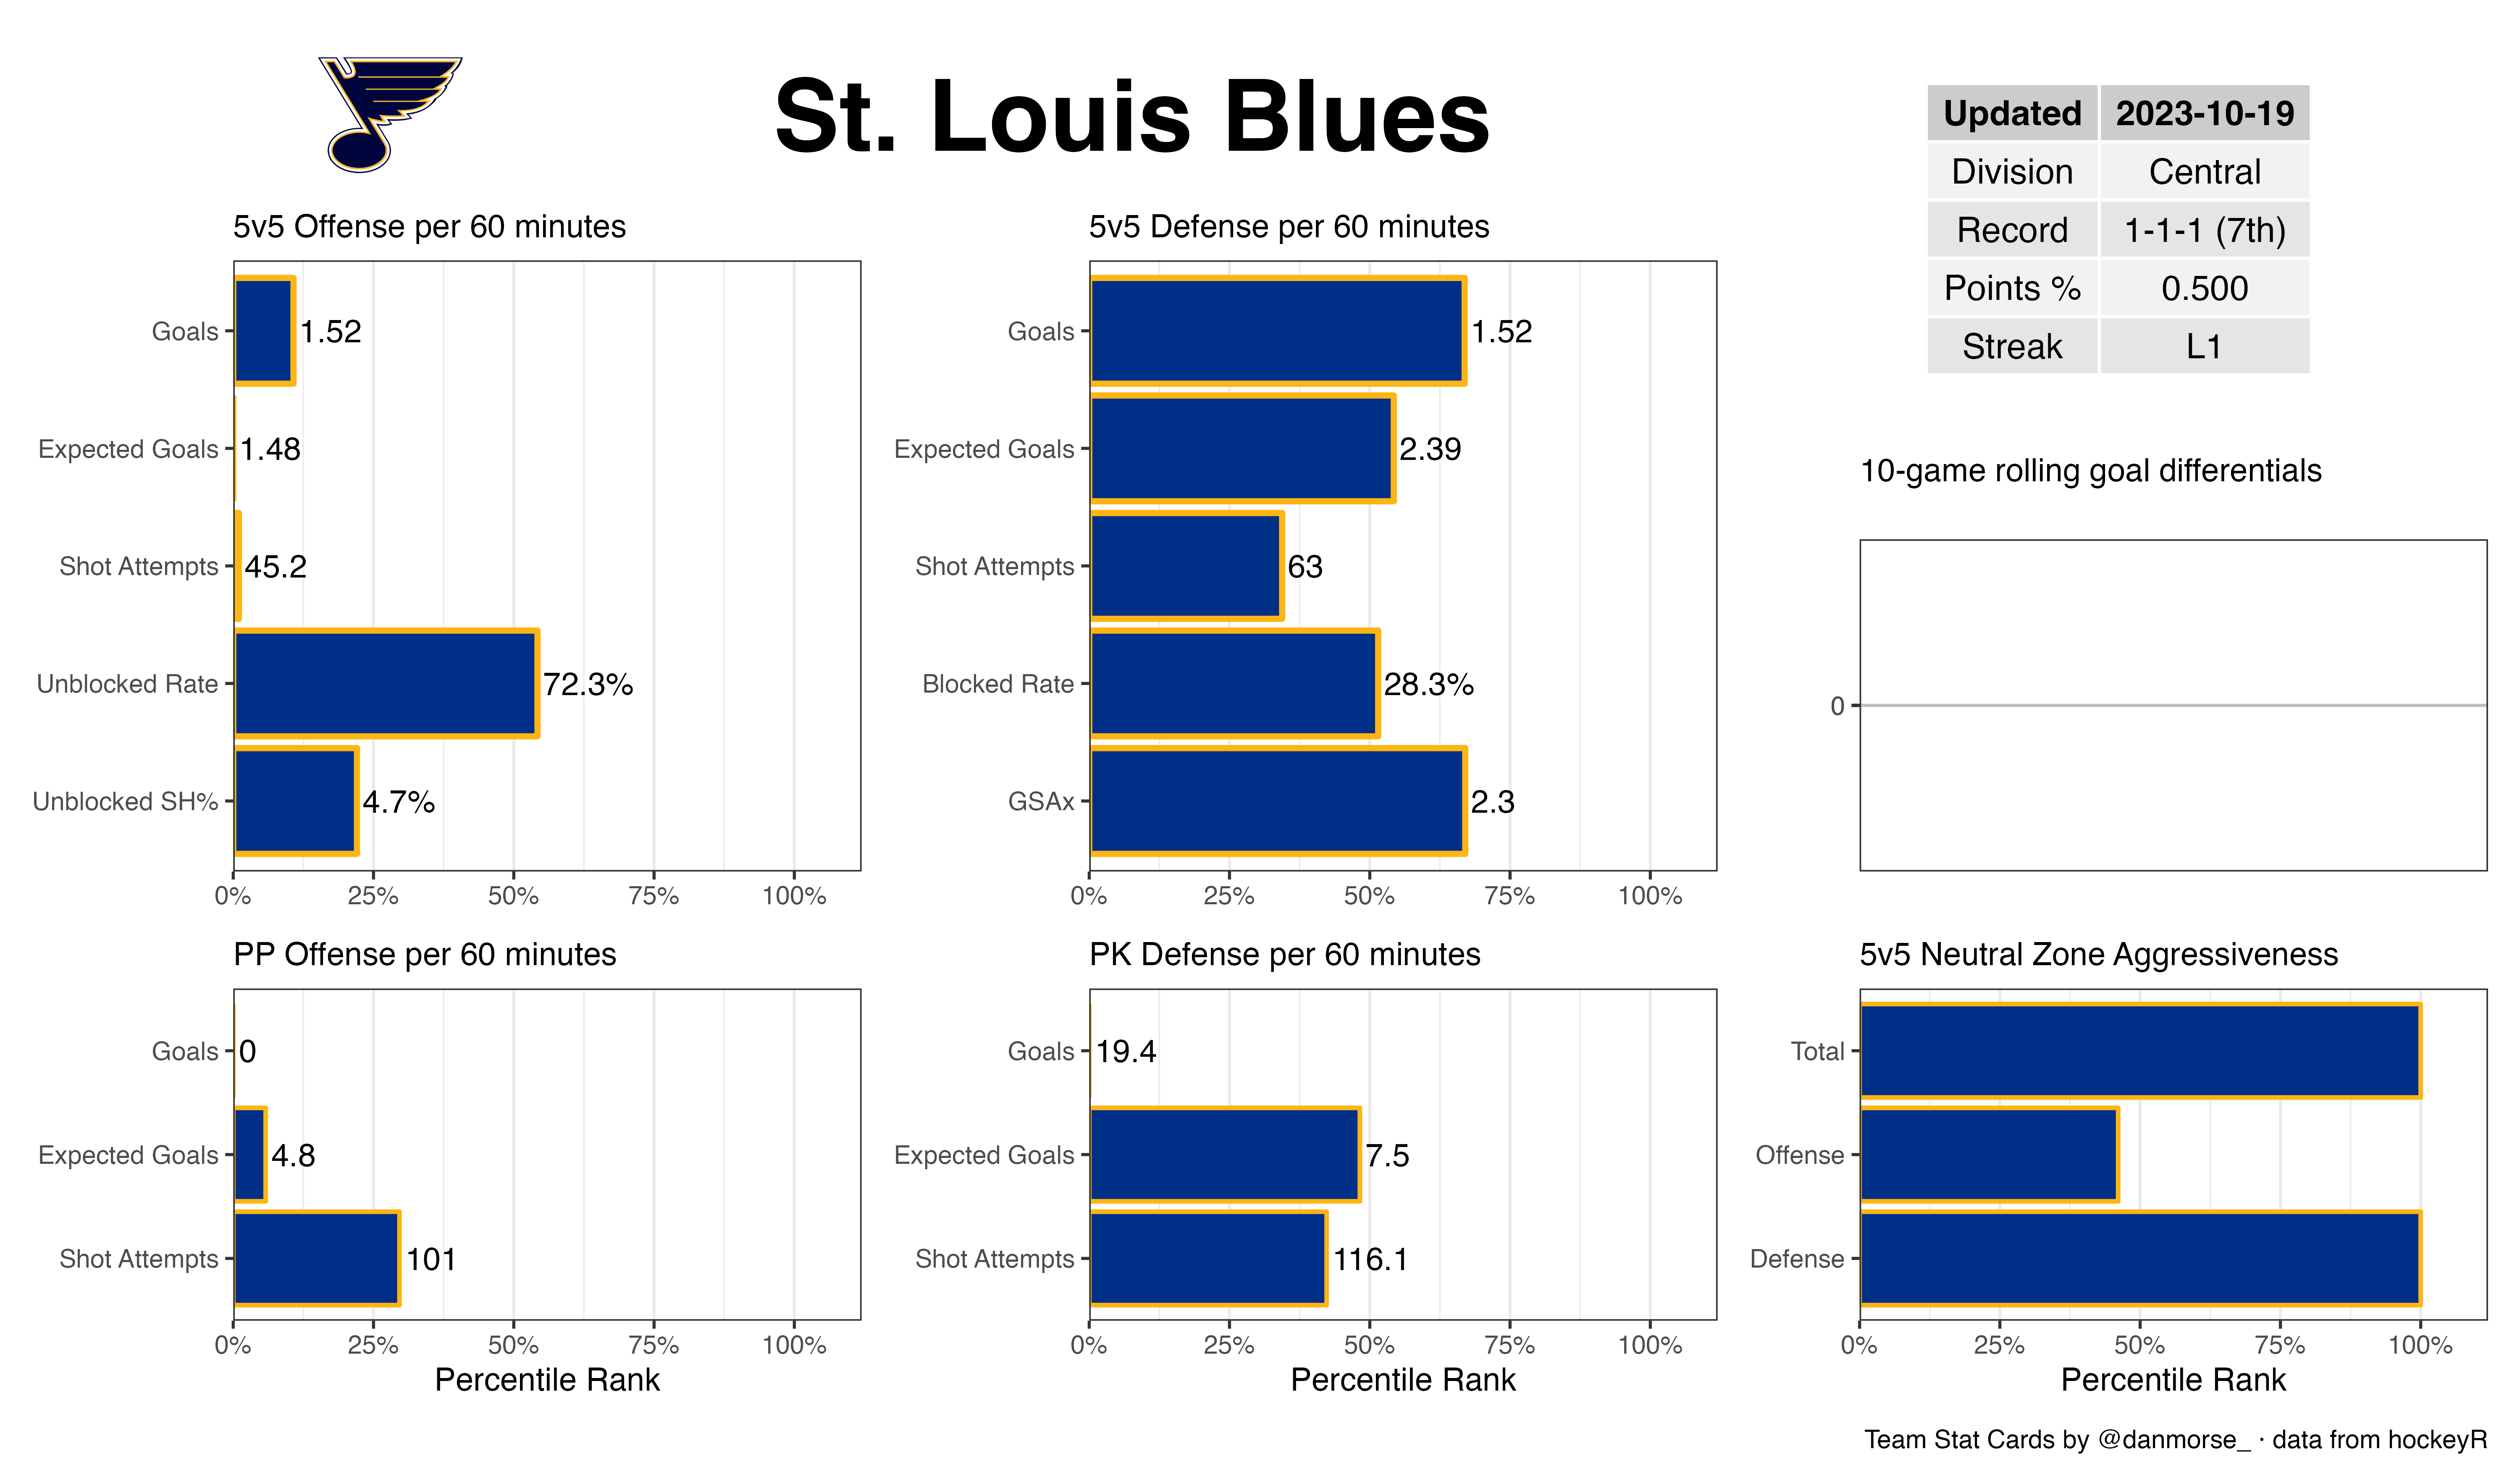 St. Louis Blues
Updated 2023-10-19
Division Central
Record 1-1-1 (7th)
Points % 0.500
Streak L1
5v5 Offense per 60 minutes
Goals 1.52
Expected Goals 1.48
Shot Attempts 45.2
Unblocked Rate 72.3%
Unblocked SH% 4.7%
0% 25% 50% 75% 100%
5v5 Defense per 60 minutes
Goals 1.52
Expected Goals 2.39
Shot Attempts 63
Blocked Rate 28.3%
GSAx 2.3
0% 25% 50% 75% 100%
10-game rolling goal differentials
0
PP Offense per 60 minutes
Goals 0
Expected Goals 4.8
Shot Attempts 101
0% 25% 50% 75% 100%
Percentile Rank
PK Defense per 60 minutes
Goals 19.4
Expected Goals 7.5
Shot Attempts 116.1
0% 25% 50% 75% 100%
Percentile Rank
5v5 Neutral Zone Aggressiveness
Total
Offense
Defense
0% 25% 50% 75% 100%
Percentile Rank
Team Stat Cards by @danmorse_ · data from hockeyR